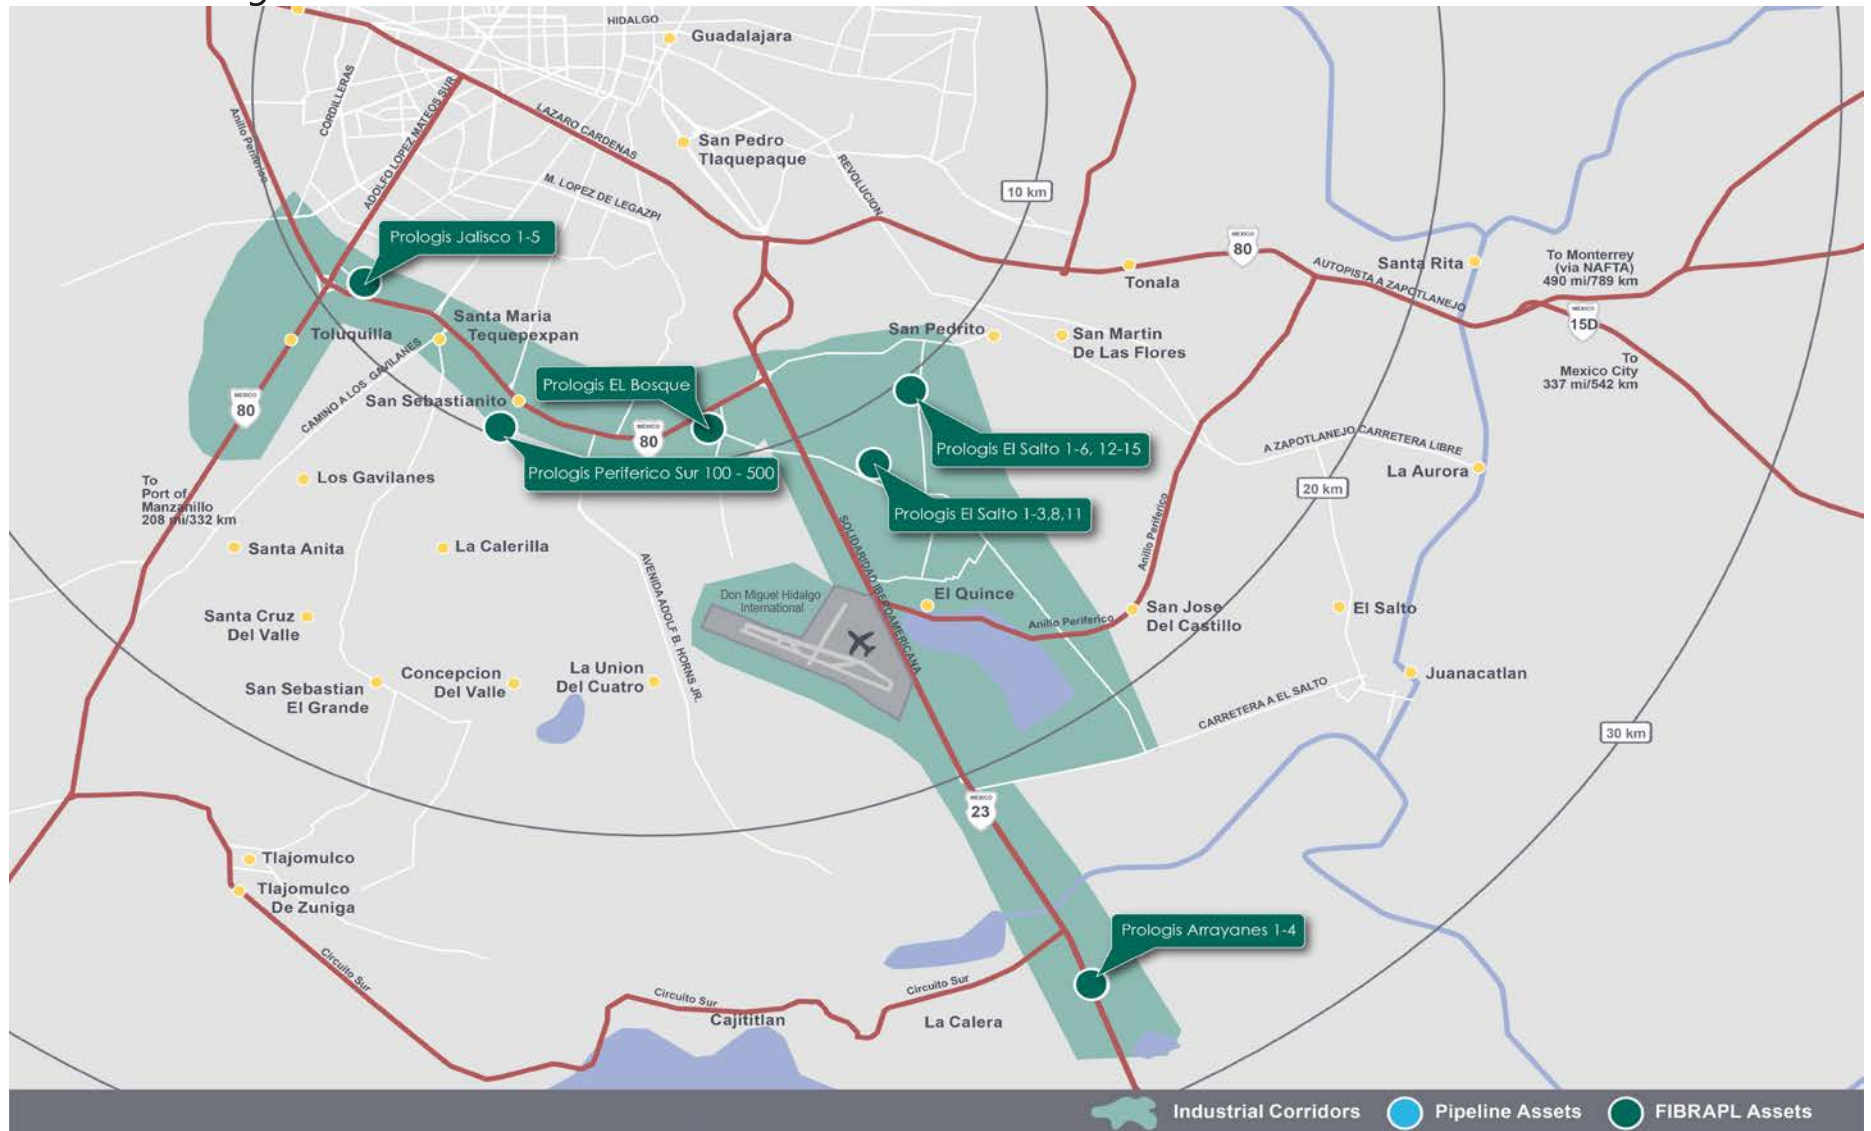 HIDALGO
Guadalajara
CORDILLERAS
Anillo Periferico
ADOLFO LOPEZ MATEOS SUR
LAZARO CARDENAS
San Pedro
Tlaquepaque
M. LOPEZ DE LEGAZPI
REVOLUCION
10 km
Prologis Jalisco 1-5
MEXICO
80
Tonala
AUTOPISTA A ZAPOTLANEJO
Santa Rita
To Monterrey
(via NAFTA)
490 mi/789 km
MEXICO
15D
To
Mexico City
337 mi/542 km
Toluquilla
Santa Maria
Tequepexpan
San Pedrito
San Martin
De Las Flores
CAMINO A LOS GAVILANES
Prologis EL Bosque
San Sebastianito
MEXICO
80
MEXICO
80
Prologis El Salto 1-6, 12-15
A ZAPOTLANEJO CARRETERA LIBRE
La Aurora
Los Gavilanes
Prologis Periferico Sur 100 - 500
20 km
To
Port of
Manzanillo
208 mi/332 km
Prologis El Salto 1-3,8,11
SOLIDARIDAD IBEROAMERICANA
Anillo Periferico
Santa Anita
La Calerilla
AVENIDA ADOLF B. HORNS JR.
Don Miguel Hidalgo
International
El Quince
Anillo Periferico
San Jose
Del Castillo
El Salto
Santa Cruz
Del Valle
San Sebastian
El Grande
Concepcion
Del Valle
La Union
Del Cuatro
CARRETERA A EL SALTO
Juanacatlan
30 km
MEXICO
23
Tlajomulco
Tlajomulco
De Zuniga
Prologis Arrayanes 1-4
Circuito Sur
Circuito Sur
Circuito Sur
Cajititlan
La Calera
Industrial Corridors
Pipeline Assets
FIBRAPL Assets